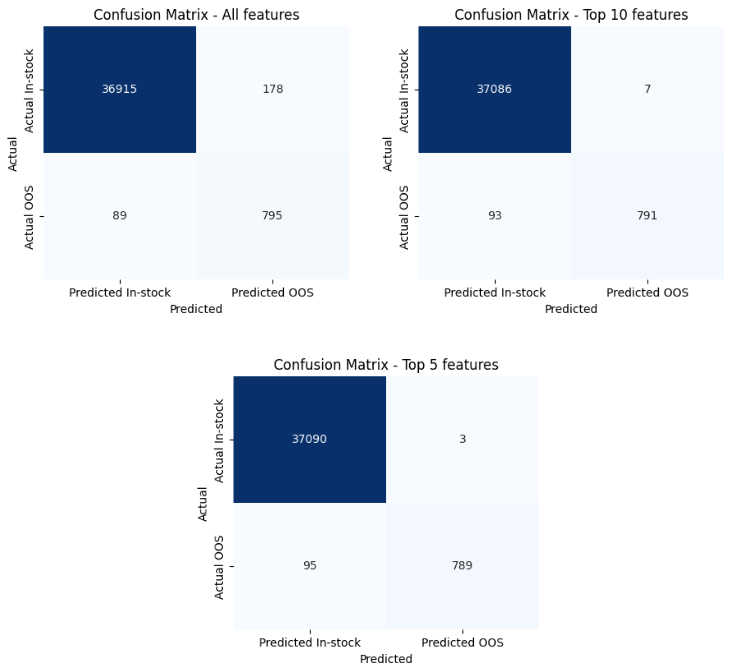 Confusion Matrix - All features
Actual
Actual In-stock
36915
178
Actual OOS
89
795
Predicted In-stock
Predicted OOS
Predicted
Confusion Matrix - Top 10 features
Actual
Actual In-stock
37086
7
Actual OOS
93
791
Predicted In-stock
Predicted OOS
Predicted
Confusion Matrix - Top 5 features
Actual
Actual In-stock
37090
3
Actual OOS
95
789
Predicted In-stock
Predicted OOS
Predicted